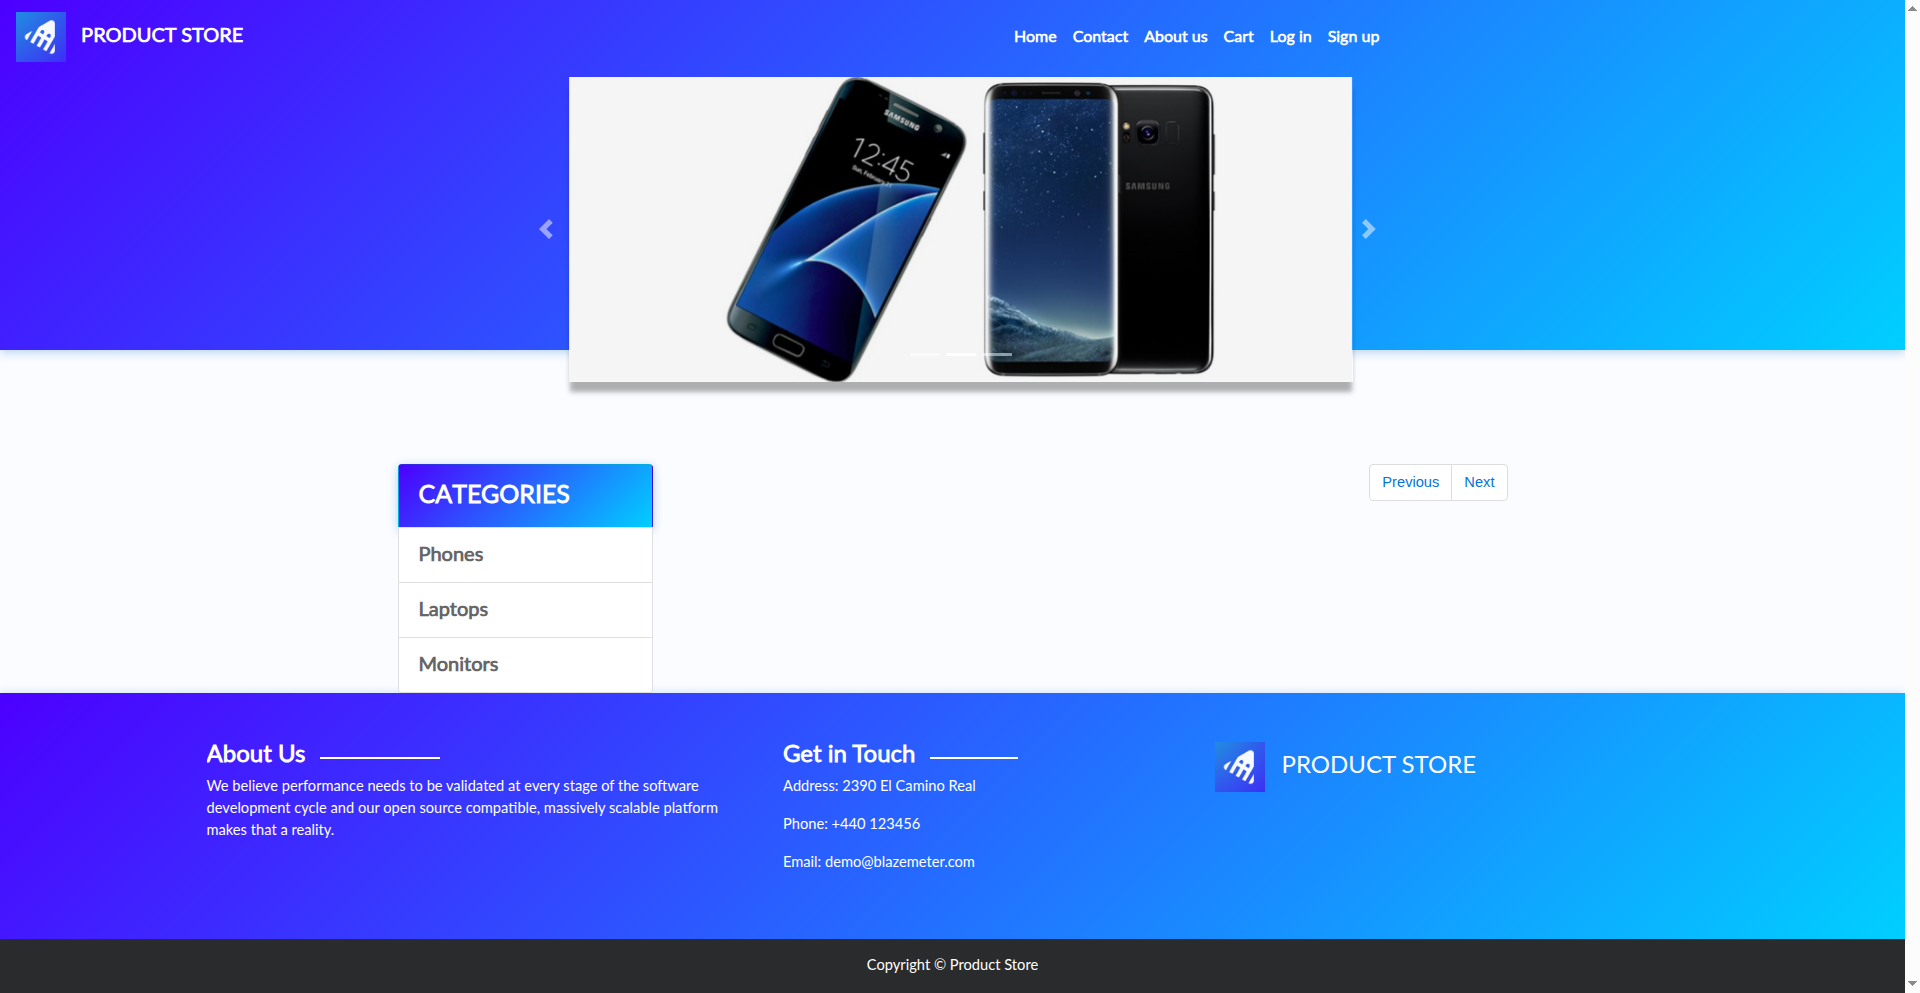 PRODUCT STORE
Home Contact About us Cart Log in Sign up
SAMSUNG
12:45
SAMSUNG
CATEGORIES
Previous Next
Phones
Laptops
Monitors
About Us
We believe performance needs to be validated at every stage of the software
development cycle and our open source compatible, massively scalable platform
makes that a reality.
Get in Touch
Address: 2390 El Camino Real
Phone: +440 123456
Email: demo@blazemeter.com
PRODUCT STORE
Copyright © Product Store